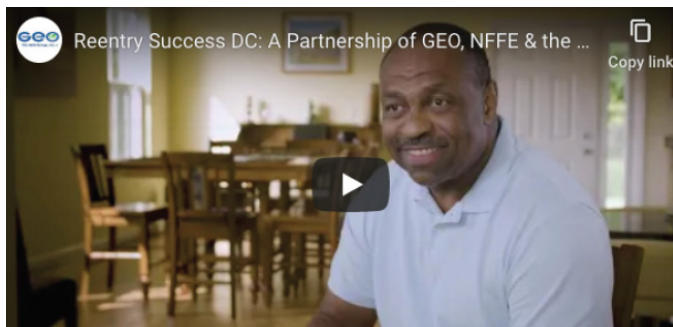 GEO
Reentry Success DC: A Partnership of GEO, NFFE & the ...
Copy link